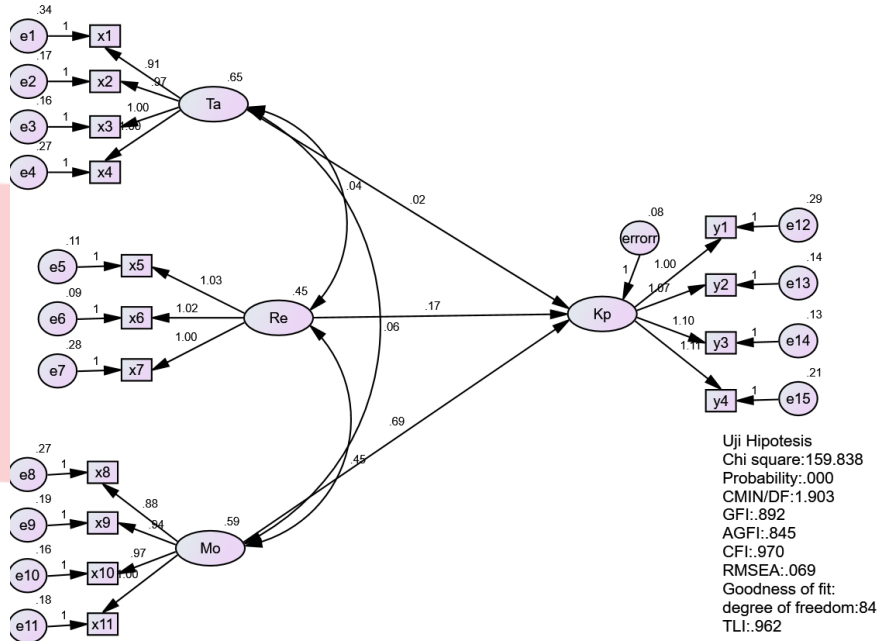 .34
e1 1 x1
.17
e2 1 x2
.16
e3 1 x3
.27
e4 1 x4
.91
.97
1.00
1.00
.65
Ta
.04
.02
.11
e5 1 x5
.09
e6 1 x6
.28
e7 1 x7
1.03
1.02
1.00
.45
Re
.17
.06
.69
.45
.27
e8 1 x8
.19
e9 1 x9
.16
e10 1 x10
.18
e11 1 x11
.88
.94
.97
1.00
.59
Mo
.08
errorr
1
Kp
1.00
1.07
1.10
1.11
.29
y1 1 e12
.14
y2 1 e13
.13
y3 1 e14
.21
y4 1 e15
Uji Hipotesis
Chi square:159.838
Probability:.000
CMIN/DF:1.903
GFI:.892
AGFI:.845
CFI:.970
RMSEA:.069
Goodness of fit:
degree of freedom:84
TLI:.962